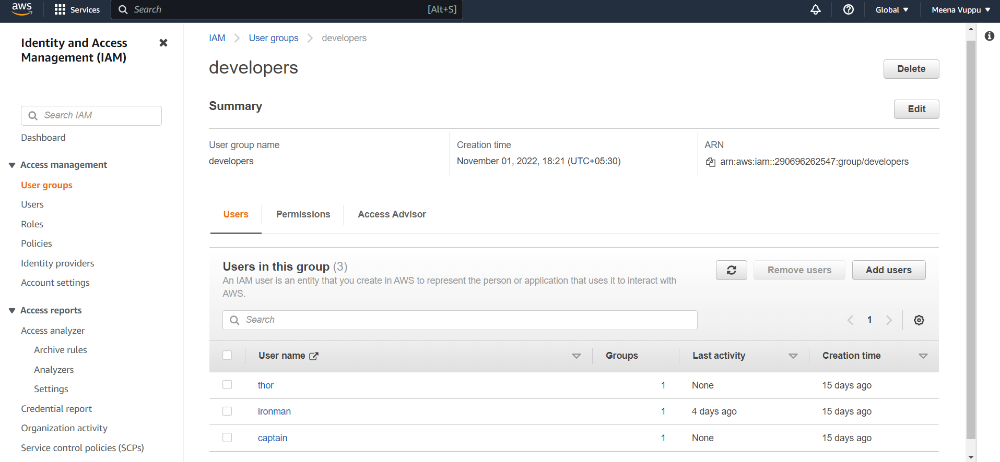 aws
Services
Search
[Alt+S]
Global
Meena Vuppu
Identity and Access
Management (IAM)
Search IAM
Dashboard
Access management
User groups
Users
Roles
Policies
Identity providers
Account settings
Access reports
Access analyzer
Archive rules
Analyzers
Settings
Credential report
Organization activity
Service control policies (SCPs)
IAM
User groups
developers
developers
Delete
Summary
Edit
User group name
developers
Creation time
November 01, 2022, 18:21 (UTC+05:30)
ARN
arn:aws:iam::290696262547:group/developers
Users
Permissions
Access Advisor
Users in this group (3)
An IAM user is an entity that you create in AWS to represent the person or application that uses it to interact with
AWS.
Remove users
Add users
Search
1
User name Groups Last activity Creation time
thor 1 None 15 days ago
ironman 1 4 days ago 15 days ago
captain 1 None 15 days ago